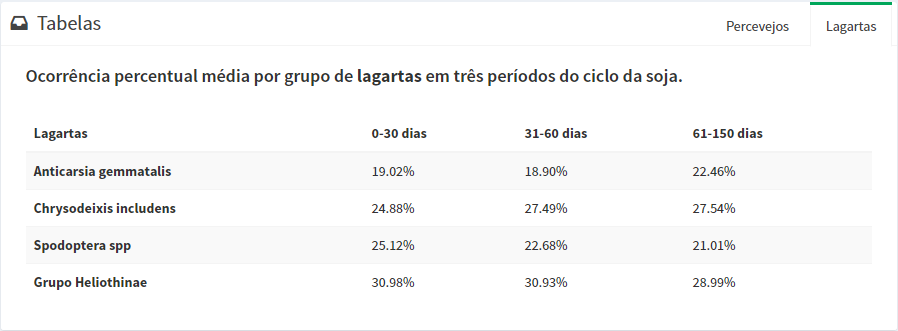 Tabelas
Percevejos
Lagartas
Ocorrência percentual média por grupo de lagartas em três períodos do ciclo da soja.
Lagartas 0-30 dias 31-60 dias 61-150 dias
Anticarsia gemmatalis 19.02% 18.90% 22.46%
Chrysodeixis includens 24.88% 27.49% 27.54%
Spodoptera spp 25.12% 22.68% 21.01%
Grupo Heliothinae 30.98% 30.93% 28.99%